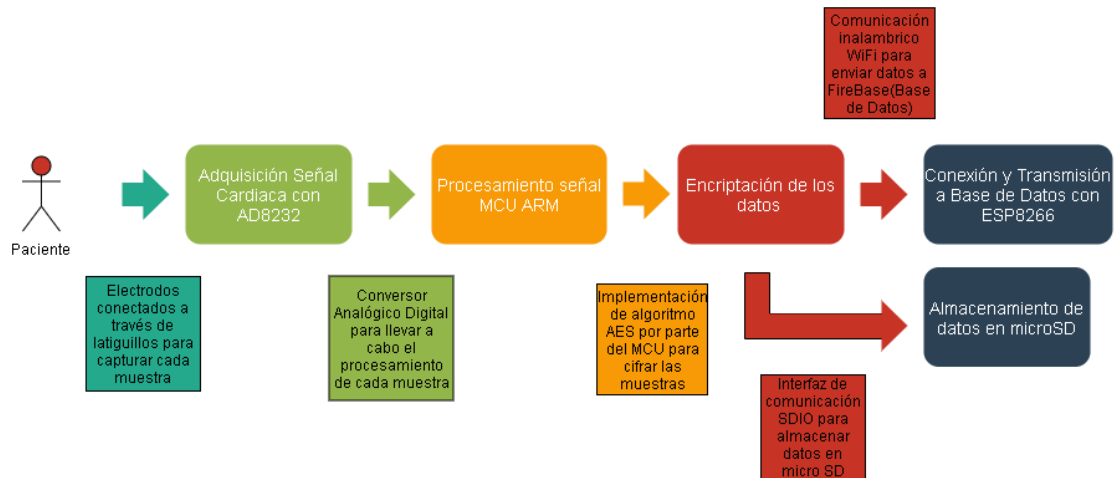 Comunicación
inalambrico
WiFi para
enviar datos a
FireBase(Base
de Datos)
Paciente
Adquisición Señal
Cardiaca con
AD8232
Procesamiento señal
MCU ARM
Encriptación de los
datos
Conexión y Transmisión
a Base de Datos con
ESP8266
Electrodos
conectados a
través de
latiguillos para
capturar cada
muestra
Conversor
Analógico Digital
para llevar a
cabo el
procesamiento
de cada muestra
Implementación
de algoritmo
AES por parte
del MCU para
cifrar las
muestras
Almacenamiento de
datos en microSD
Interfaz de
comunicación
SDIO para
almacenar
datos en
micro SD